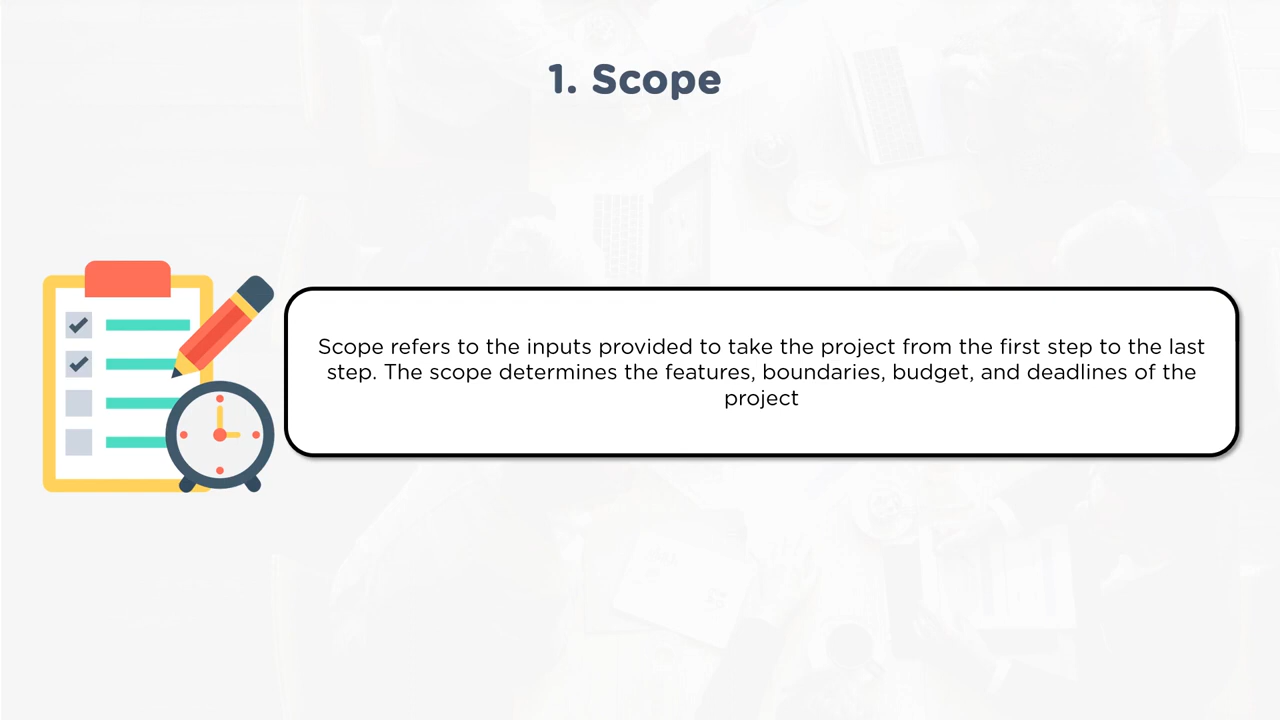 1. Scope
Scope refers to the inputs provided to take the project from the first step to the last
step. The scope determines the features, boundaries, budget, and deadlines of the
project